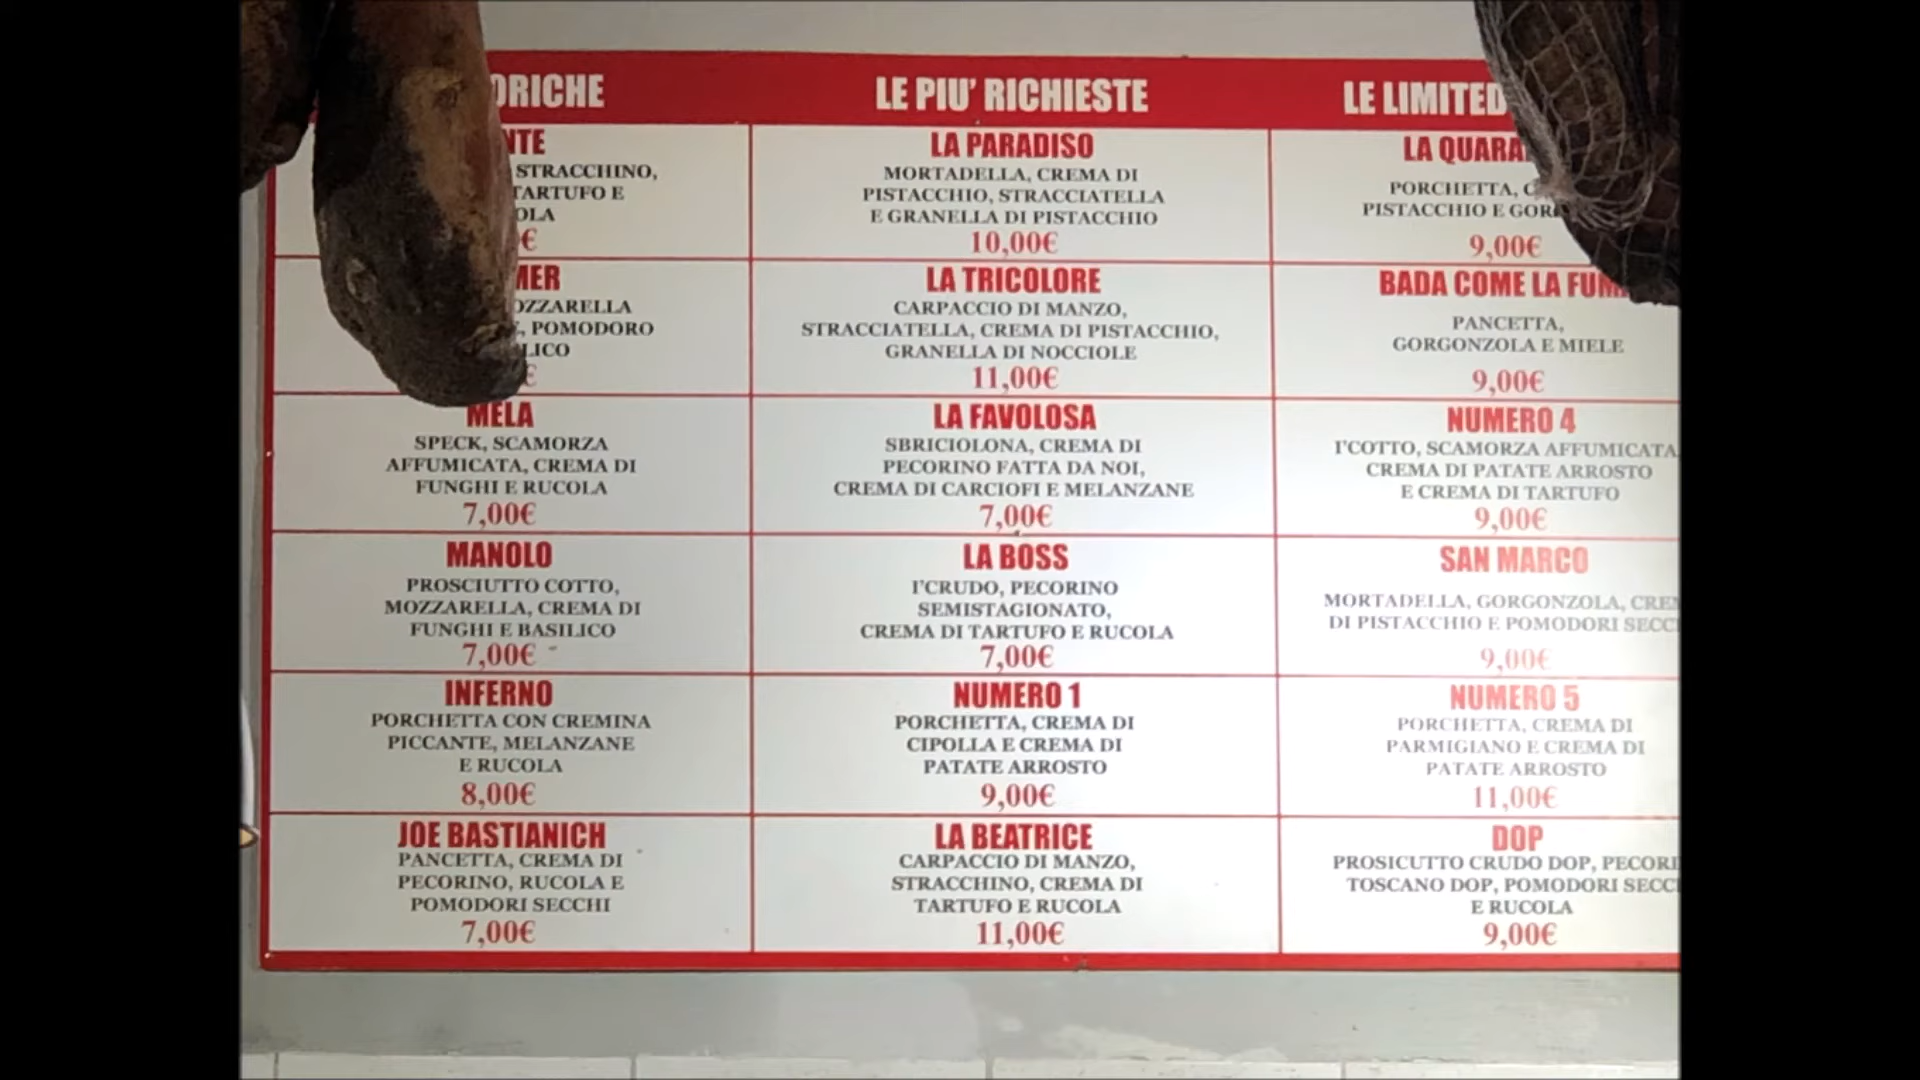 LE PIU' RICHIESTE
LE LIMITED
STRACCHINO,
TARTUFO E
€
MOZZARELLA
POMODORO
MELA
SPECK, SCAMORZA
AFFUMICATA, CREMA DI
FUNGHI E RUCOLA
7,00€
MANOLO
PROSCIUTTO COTTO,
MOZZARELLA, CREMA DI
FUNGHI E BASILICO
7,00€
INFERNO
PORCHETTA CON CREMINA
PICCANTE, MELANZANE
E RUCOLA
8,00€
JOE BASTIANICH
PANCETTA, CREMA DI
PECORINO, RUCOLA E
POMODORI SECCHI
7,00€
LA PARADISO
MORTADELLA, CREMA DI
PISTACCHIO, STRACCIATELLA
E GRANELLA DI PISTACCHIO
10,00€
LA TRICOLORE
CARPACCIO DI MANZO,
STRACCIATELLA, CREMA DI PISTACCHIO,
GRANELLA DI NOCCIOLE
11,00€
LA FAVOLOSA
SBRICIOLONA, CREMA DI
PECORINO FATTA DA NOI,
CREMA DI CARCIOFI E MELANZANE
7,00€
LA BOSS
I'CRUDO, PECORINO
SEMISTAGIONATO,
CREMA DI TARTUFO E RUCOLA
7,00€
NUMERO 1
PORCHETTA, CREMA DI
CIPOLLA E CREMA DI
PATATE ARROSTO
9,00€
LA BEATRICE
CARPACCIO DI MANZO,
STRACCHINO, CREMA DI
TARTUFO E RUCOLA
11,00€
LA
PORCHETTA,
PISTACCHIO E
9,00€
BADA COME LA
PANCETTA,
GORGONZOLA E MIELE
9,00€
NUMERO 4
I'COTTO, SCAMORZA AFFUMICATA,
CREMA DI PATATE ARROSTO
E CREMA DI TARTUFO
9,00€
SAN MARCO
MORTADELLA, GORGONZOLA,
DI PISTACCHIO E POMODORI
9,00€
NUMERO 5
PORCHETTA, CREMA DI
PARMIGIANO E CREMA DI
PATATE ARROSTO
11,00€
DOP
PROSICUTTO CRUDO DOP,
TOSCANO DOP, POMODORI
E RUCOLA
9,00€